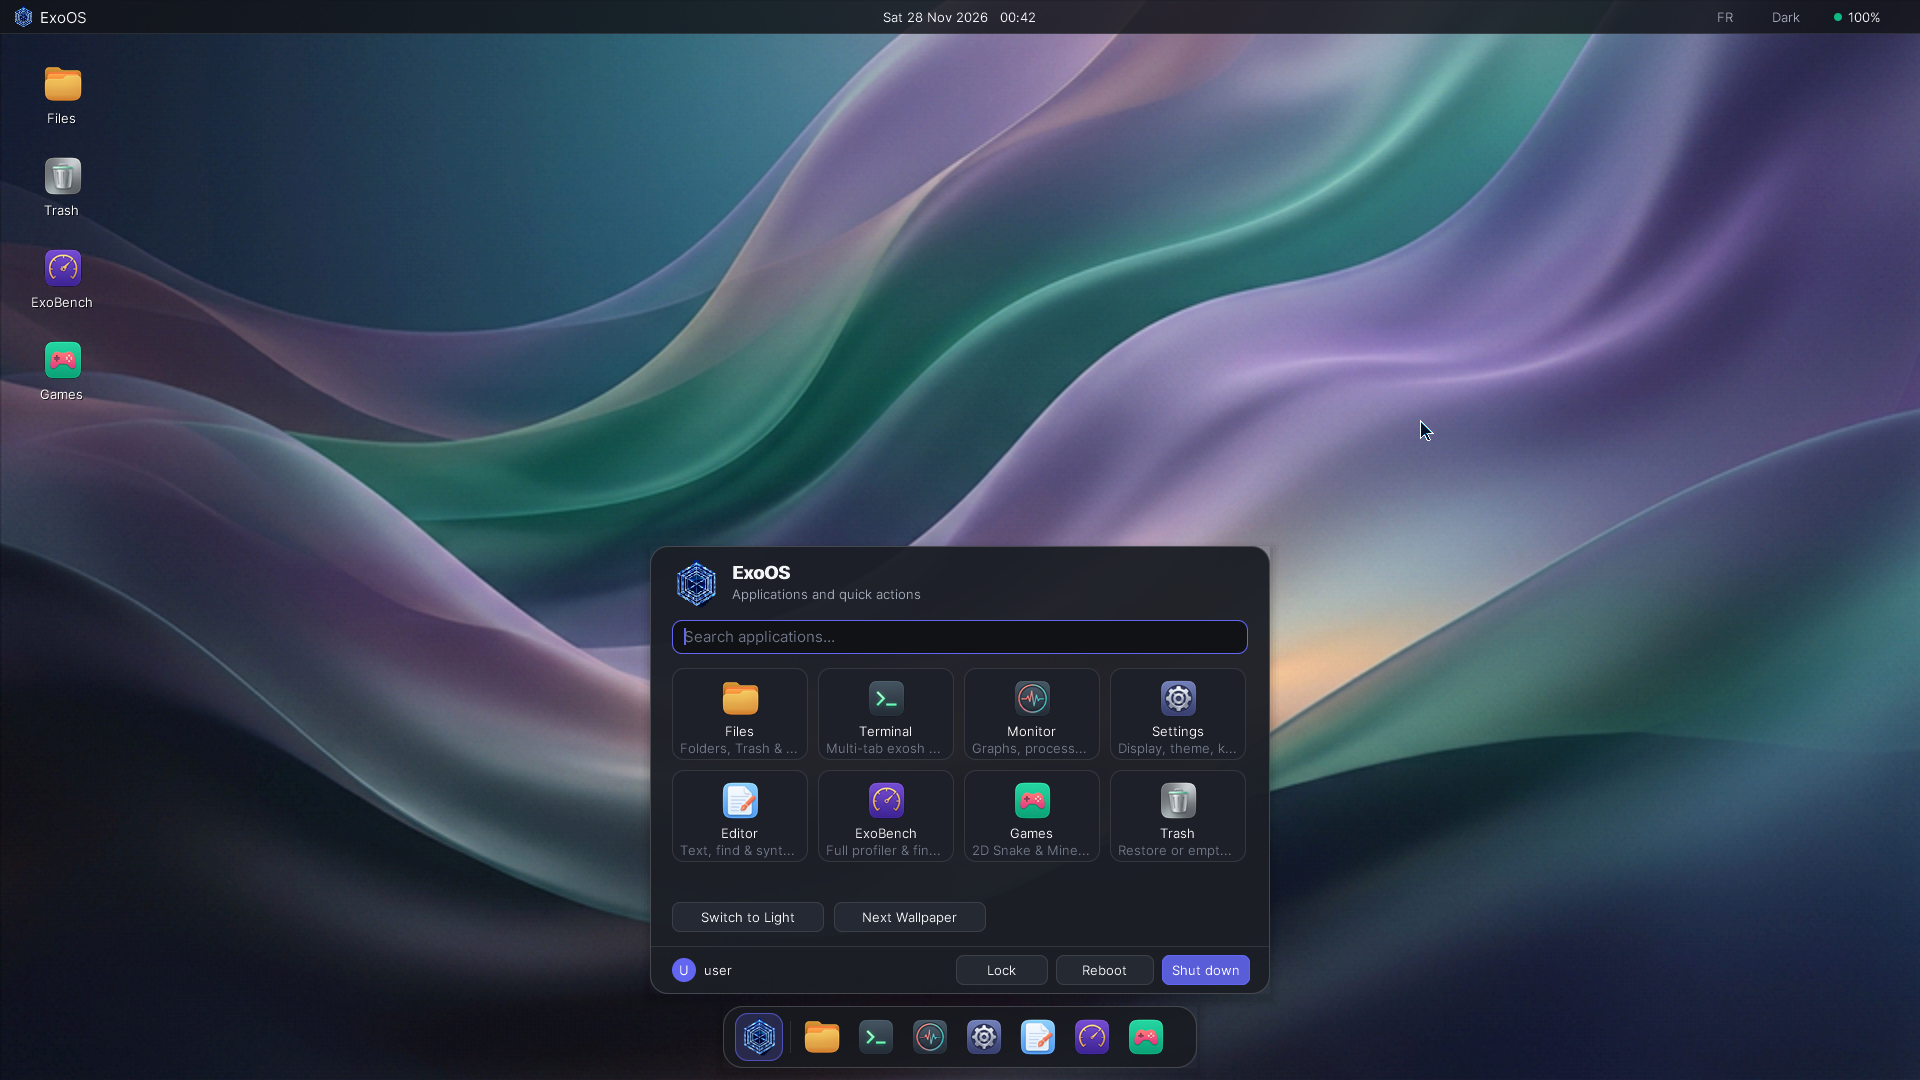 ExoOS
Sat 28 Nov 2026 00:42
FR Dark 100%
Files
Trash
ExoBench
Games
ExoOS
Applications and quick actions
Search applications...
Files Terminal Monitor Settings
Folders, Trash & ... Multi-tab exosh ... Graphs, process... Display, theme, k...
Editor ExoBench Games Trash
Text, find & synt... Full profiler & fin... 2D Snake & Mine... Restore or empt...
Switch to Light Next Wallpaper
U user Lock Reboot Shut down